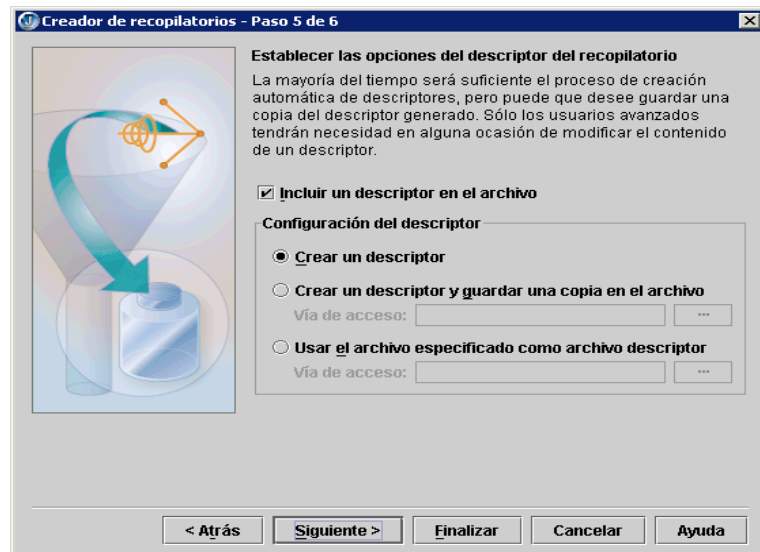 Creador de recopilatorios - Paso 5 de 6
Establecer las opciones del descriptor del recopilatorio
La mayoría del tiempo será suficiente el proceso de creación
automática de descriptores, pero puede que desee guardar una
copia del descriptor generado. Sólo los usuarios avanzados
tendrán necesidad en alguna ocasión de modificar el contenido
de un descriptor.
Incluir un descriptor en el archivo
Configuración del descriptor
Crear un descriptor
Crear un descriptor y guardar una copia en el archivo
Vía de acceso: ...
Usar el archivo especificado como archivo descriptor
Vía de acceso: ...
< Atrás Siguiente > Finalizar Cancelar Ayuda